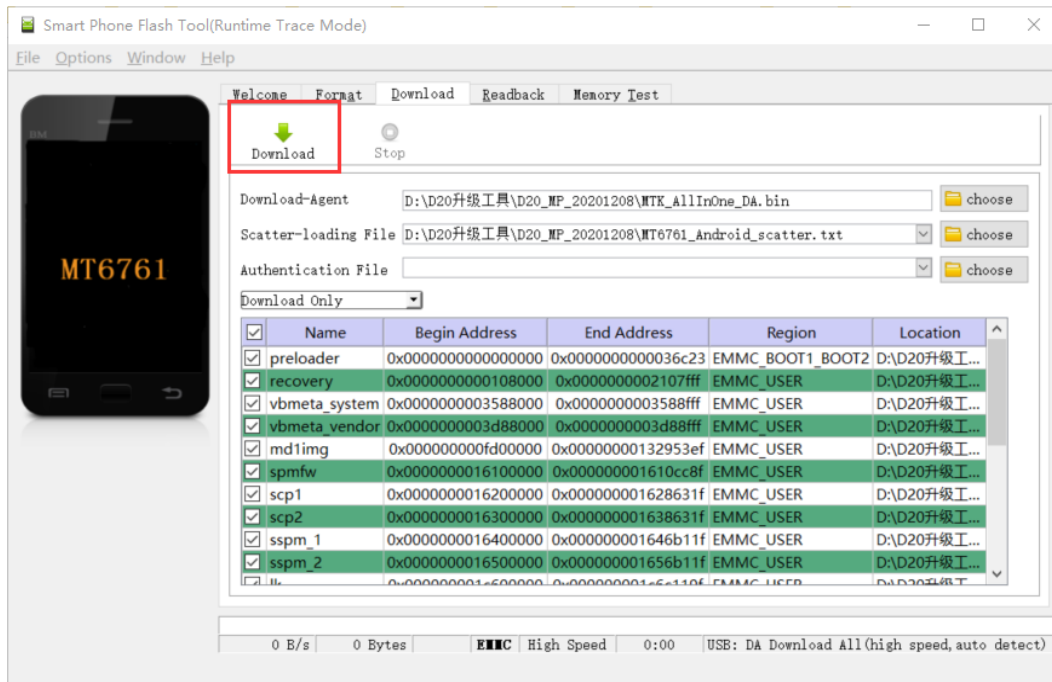 Smart Phone Flash Tool(Runtime Trace Mode)
File Options Window Help
Welcome Format Download Readback Memory Test
BM
Download Stop
Download-Agent D:\D20升级工具\D20_MP_20201208\MTK_AllInOne_DA.bin choose
Scatter-loading File D:\D20升级工具\D20_MP_20201208\MT6761_Android_scatter.txt choose
MT6761
Authentication File choose
Download Only
Name Begin Address End Address Region Location
preloader 0x0000000000000000 0x0000000000036c23 EMMC_BOOT1_BOOT2 D:\D20升级工...
recovery 0x0000000000108000 0x0000000002107fff EMMC_USER D:\D20升级工...
vbmeta_system 0x0000000003588000 0x0000000003588fff EMMC_USER D:\D20升级工...
vbmeta_vendor 0x0000000003d88000 0x0000000003d88fff EMMC_USER D:\D20升级工...
md1img 0x000000000fd00000 0x00000000132953ef EMMC_USER D:\D20升级工...
spmfw 0x0000000016100000 0x000000001610cc8f EMMC_USER D:\D20升级工...
scp1 0x0000000016200000 0x000000001628631f EMMC_USER D:\D20升级工...
scp2 0x0000000016300000 0x000000001638631f EMMC_USER D:\D20升级工...
sspm_1 0x0000000016400000 0x000000001646b11f EMMC_USER D:\D20升级工...
sspm_2 0x0000000016500000 0x000000001656b11f EMMC_USER D:\D20升级工...
0 B/s 0 Bytes EMMC High Speed 0:00 USB: DA Download All(high speed,auto detect)